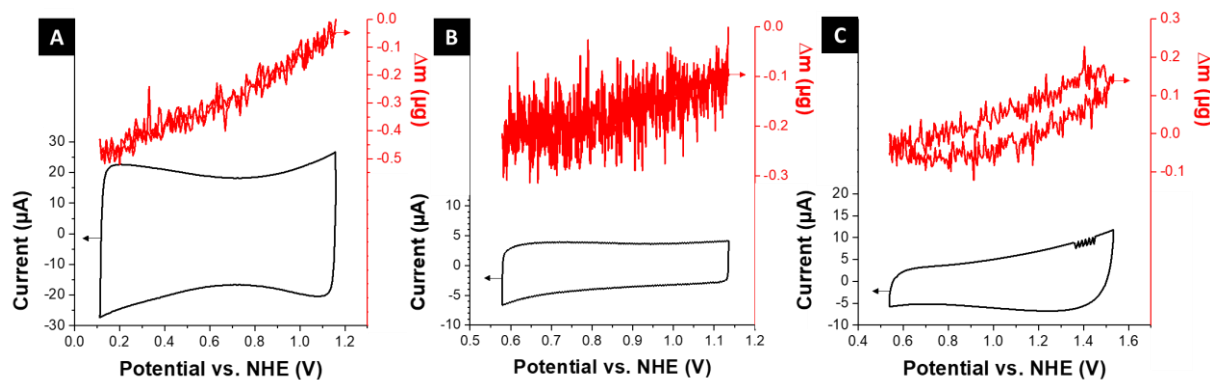 A
0.0
-0.1
-0.2
-0.3
-0.4
-0.5
Δm (µg)
30
20
10
0
-10
-20
-30
Current (µA)
0.0 0.2 0.4 0.6 0.8 1.0 1.2
Potential vs. NHE (V)
B
0.0
-0.1
-0.2
-0.3
Δm (µg)
10
5
0
-5
-10
Current (µA)
0.5 0.6 0.7 0.8 0.9 1.0 1.1 1.2
Potential vs. NHE (V)
C
0.3
0.2
0.1
0.0
-0.1
Δm (µg)
20
15
10
5
0
-5
-10
Current (µA)
0.4 0.6 0.8 1.0 1.2 1.4 1.6
Potential vs. NHE (V)